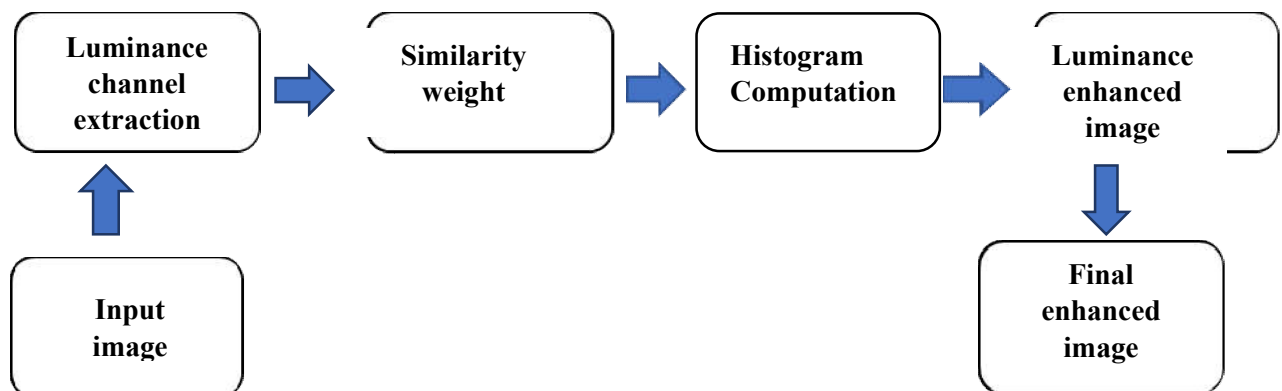 Luminance
channel
extraction
Similarity
weight
Histogram
Computation
Luminance
enhanced
image
Input
image
Final
enhanced
image